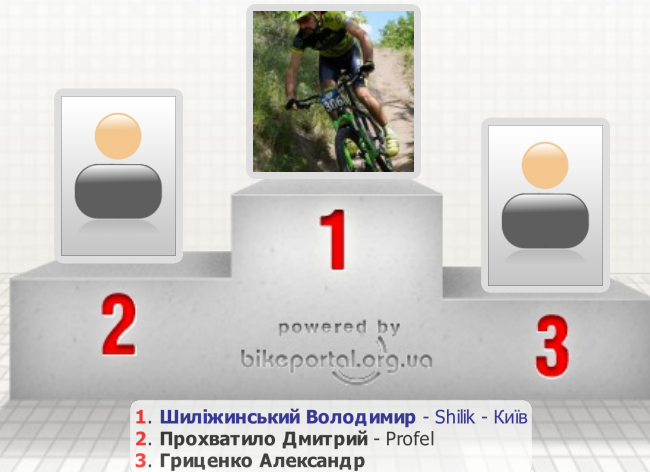 1
2
3
powered by
bikeportal.org.ua
1. Шиліжинський Володимир - Shilik - Київ
2. Прохватило Дмитрий - Profel
3. Гриценко Александр